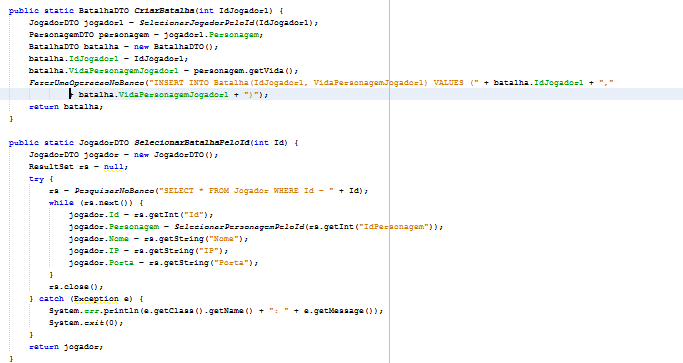 public static BatalhaDTO CriarBatalha(int IdJogador1) {
JogadorDTO jogador1 = SelecionarJogadorPeloId(IdJogador1);
PersonagemDTO personagem = jogador1.Personagem;
BatalhaDTO batalha = new BatalhaDTO();
batalha.IdJogador1 = IdJogador1;
batalha.VidaPersonagemJogador1 = personagem.getVida();
FazerUmaOperacaoNoBanco("INSERT INTO Batalha(IdJogador1, VidaPersonagemJogador1) VALUES (" + batalha.IdJogador1 + ","
+ batalha.VidaPersonagemJogador1 + ")");
return batalha;
}
public static JogadorDTO SelecionarBatalhaPeloId(int Id) {
JogadorDTO jogador = new JogadorDTO();
ResultSet rs = null;
try {
rs = PesquisarNoBanco("SELECT * FROM Jogador WHERE Id = " + Id);
while (rs.next()) {
jogador.Id = rs.getInt("Id");
jogador.Personagem = SelecionarPersonagemPeloId(rs.getInt("IdPersonagem"));
jogador.Nome = rs.getString("Nome");
jogador.IP = rs.getString("IP");
jogador.Porta = rs.getString("Porta");
}
rs.close();
} catch (Exception e) {
System.err.println(e.getClass().getName() + ": " + e.getMessage());
System.exit(0);
}
return jogador;
}